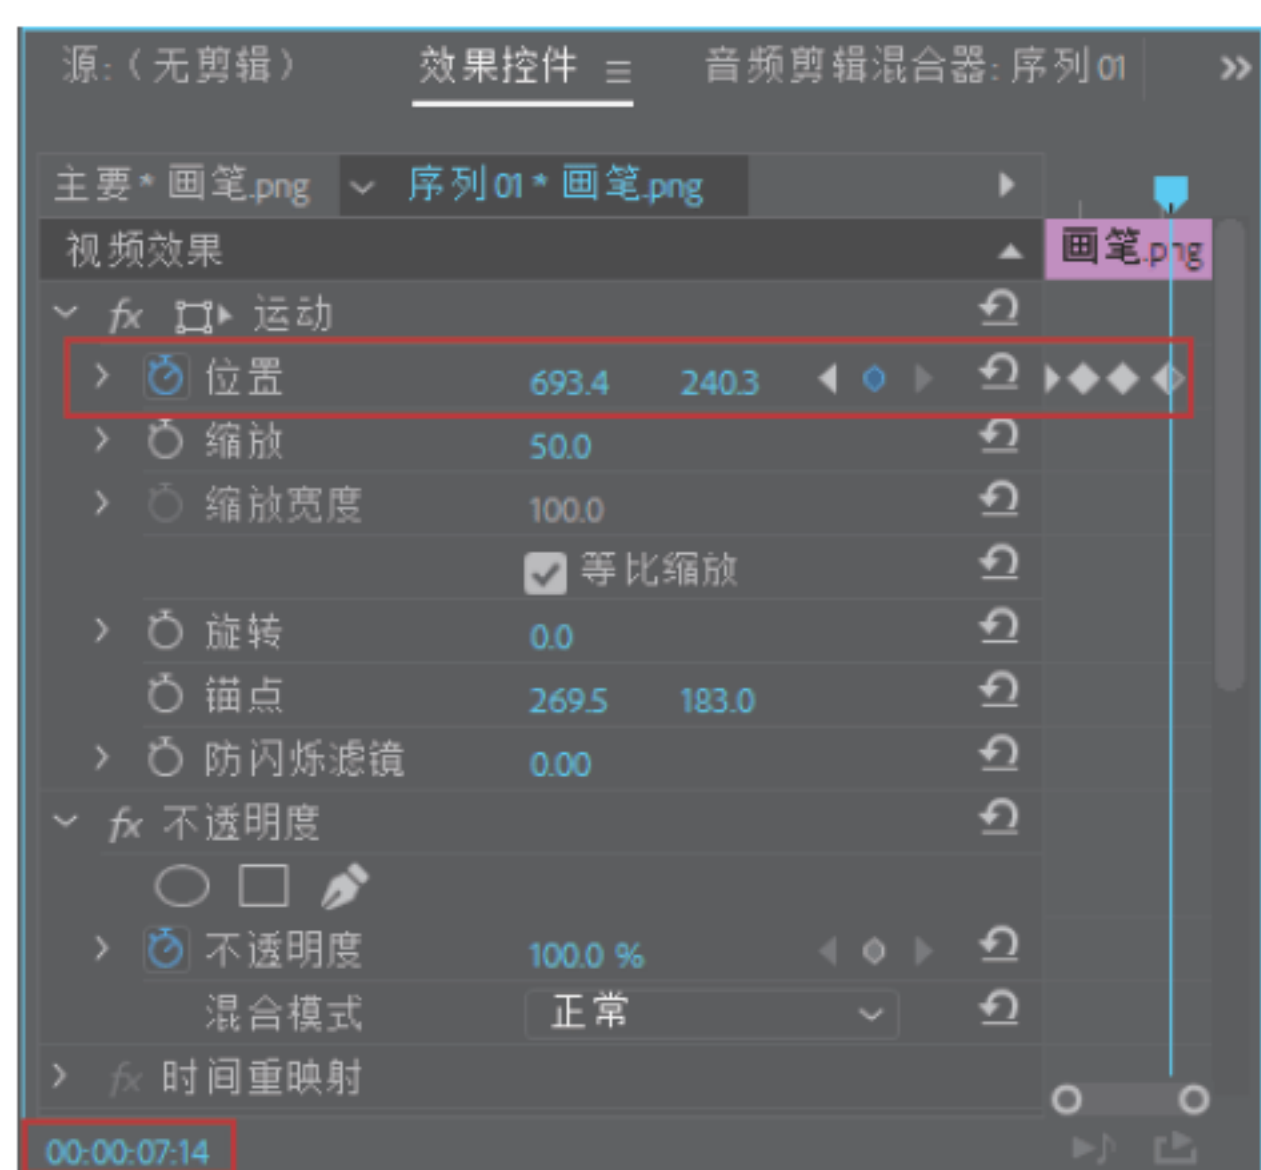 源:（无剪辑） 效果控件 音频剪辑混合器: 序列 01
主要* 画笔.png 序列 01 * 画笔.png
视频效果 画笔.png
fx 运动
位置 693.4 240.3
缩放 50.0
缩放宽度 100.0
等比缩放
旋转 0.0
锚点 269.5 183.0
防闪烁滤镜 0.00
fx 不透明度
不透明度 100.0 %
混合模式 正常
fx 时间重映射
00:00:07:14